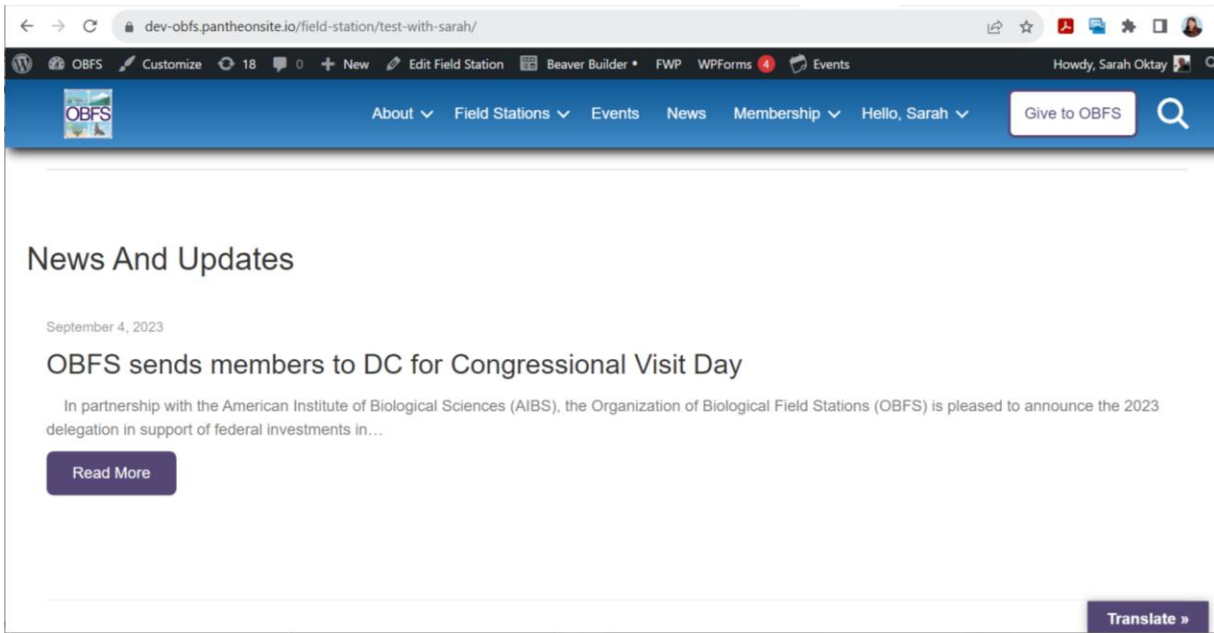 dev-obfs.pantheonsite.io/field-station/test-with-sarah/
OBFS Customize 18 0 New Edit Field Station Beaver Builder • FWP WPForms 4 Events Howdy, Sarah Oktay
OBFS About Field Stations Events News Membership Hello, Sarah Give to OBFS
News And Updates
September 4, 2023
OBFS sends members to DC for Congressional Visit Day
In partnership with the American Institute of Biological Sciences (AIBS), the Organization of Biological Field Stations (OBFS) is pleased to announce the 2023
delegation in support of federal investments in…
Read More
Translate »